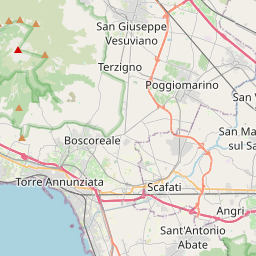 San Giuseppe
Vesuviano
Terzigno
Poggiomarino
San
San Ma
sul Sa
Boscoreale
Torre Annunziata
Scafati
Angri
Sant'Antonio
Abate